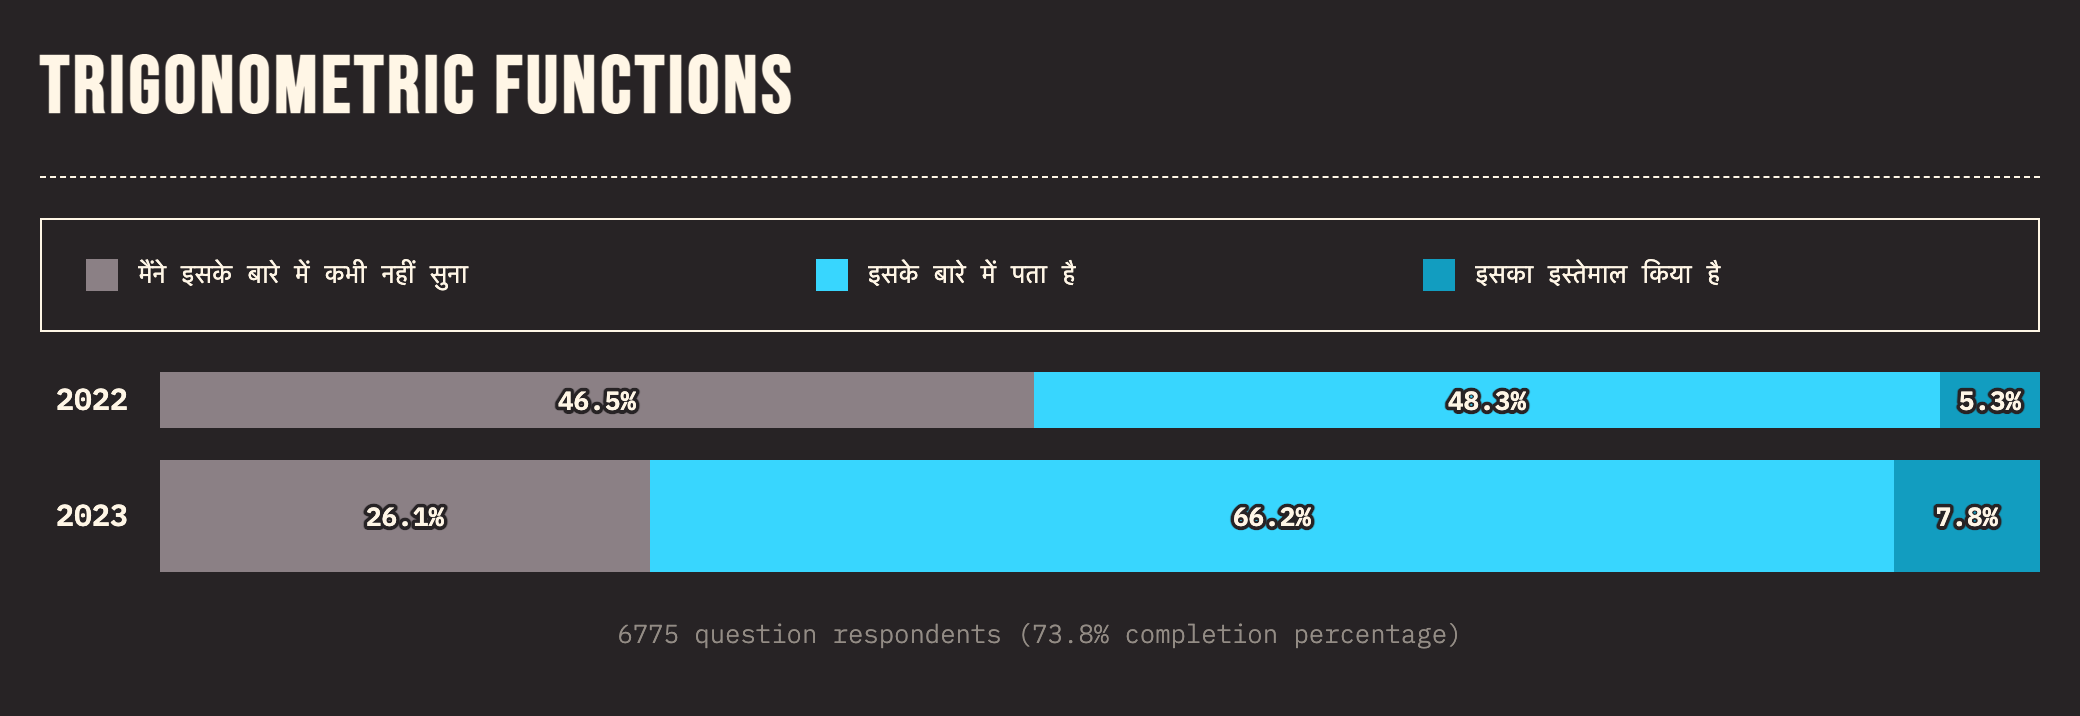 TRIGONOMETRIC FUNCTIONS
मैंने इसके बारे में कभी नहीं सुना इसके बारे में पता है इसका इस्तेमाल किया है
2022 46.5% 48.3% 5.3%
2023 26.1% 66.2% 7.8%
6775 question respondents (73.8% completion percentage)